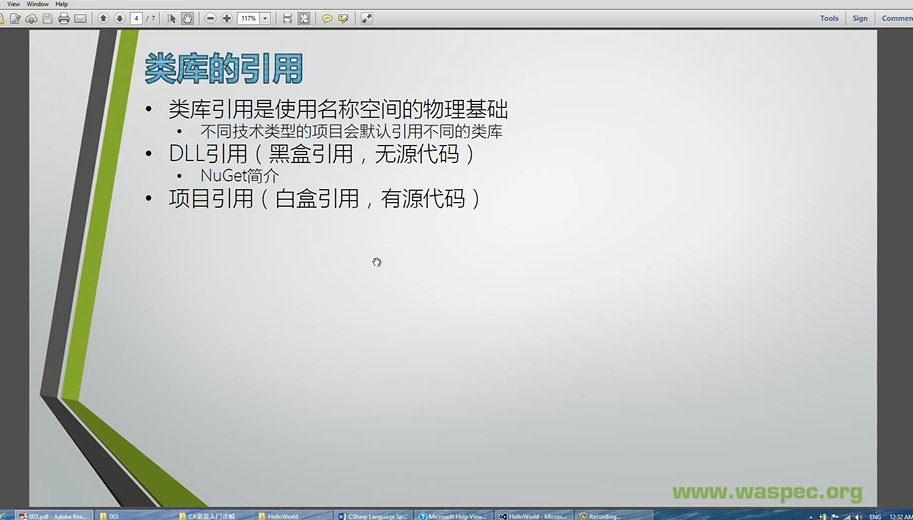 View Window Help
4 / 7 117% Tools Sign Commen
类库的引用
• 类库引用是使用名称空间的物理基础
• 不同技术类型的项目会默认引用不同的类库
• DLL引用（黑盒引用，无源代码）
• NuGet简介
• 项目引用（白盒引用，有源代码）
www.waspec.org
003.pdf - Adobe Rea... 003 C#语言入门详解 HelloWorld CSharp Language Sp... Microsoft Help View... HelloWorld - Micros... Recording... ENG 12:32 AM